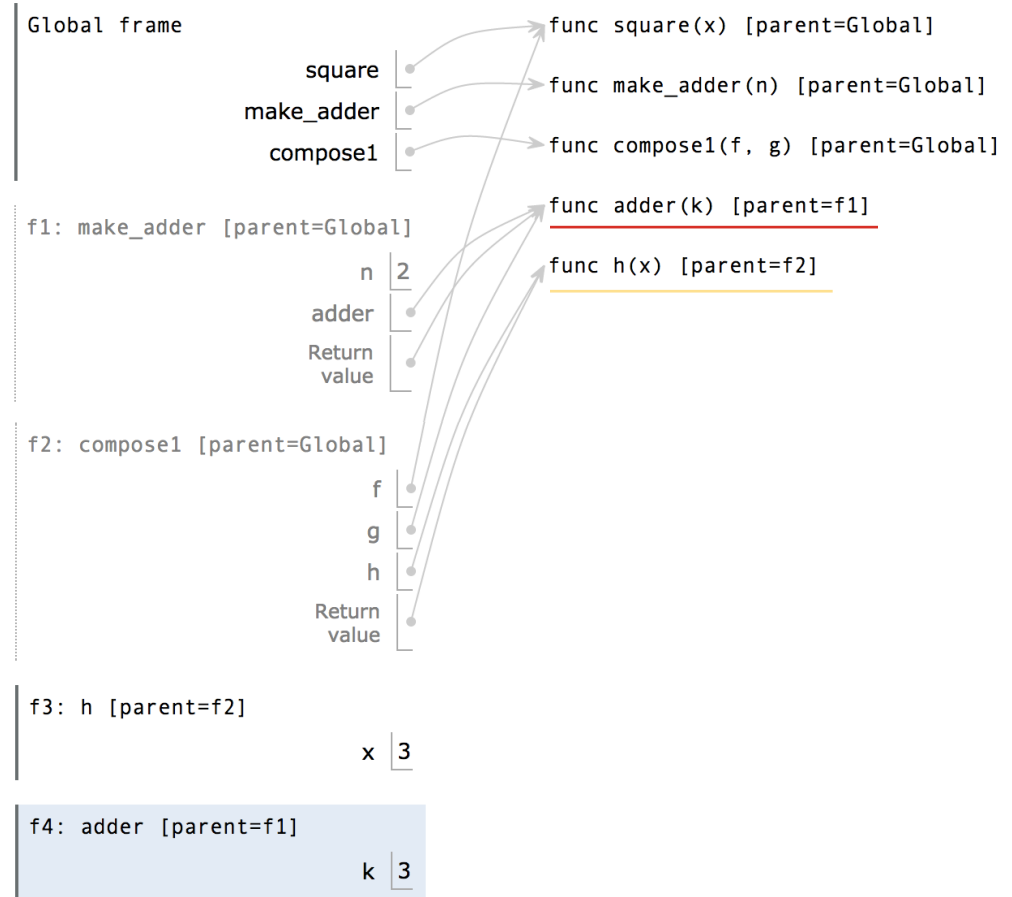 Global frame
square
make_adder
compose1
func square(x) [parent=Global]
func make_adder(n) [parent=Global]
func compose1(f, g) [parent=Global]
func adder(k) [parent=f1]
func h(x) [parent=f2]
f1: make_adder [parent=Global]
n 2
adder
Return
value
f2: compose1 [parent=Global]
f
g
h
Return
value
f3: h [parent=f2]
x 3
f4: adder [parent=f1]
k 3